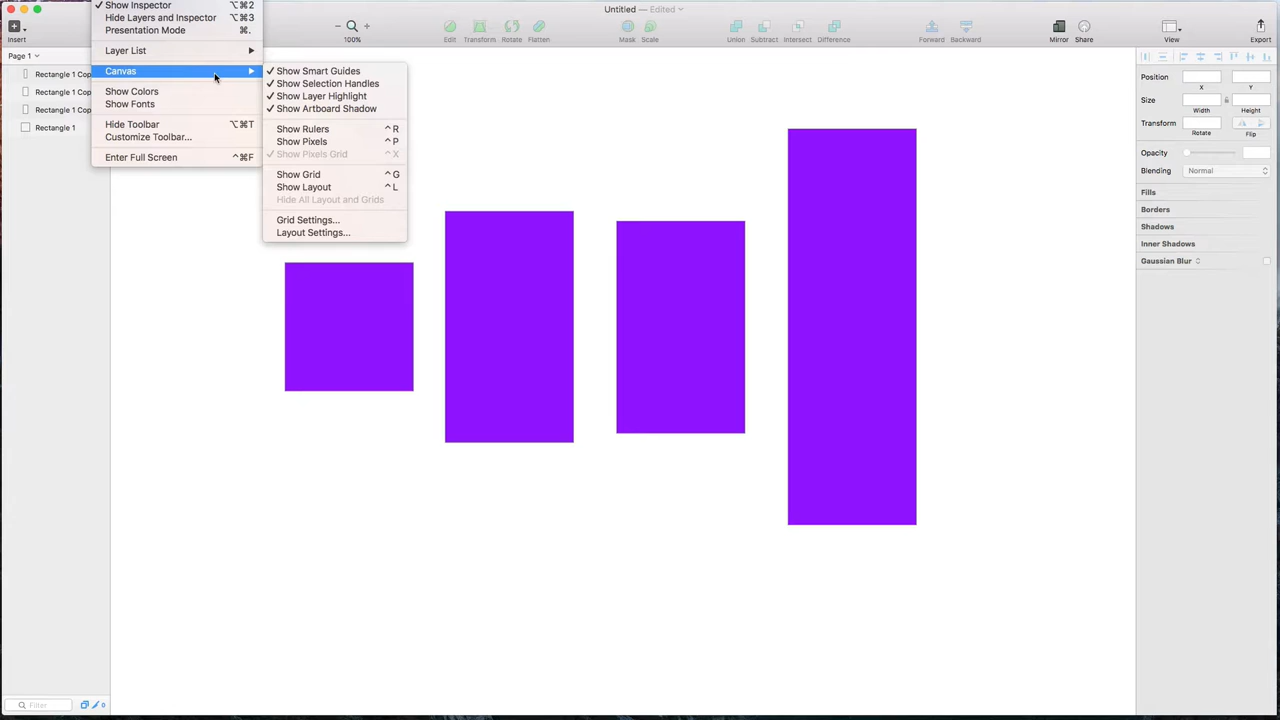 Untitled — Edited
Insert
100%
Edit
Transform
Rotate
Flatten
Mask
Scale
Union
Subtract
Intersect
Difference
Forward
Backward
Mirror
Share
View
Export
Show Inspector ⌥⌘2
Hide Layers and Inspector ⌥⌘3
Presentation Mode ⌘.
Layer List
Canvas
Show Colors
Show Fonts
Hide Toolbar ⌥⌘T
Customize Toolbar...
Enter Full Screen ^⌘F
Show Smart Guides
Show Selection Handles
Show Layer Highlight
Show Artboard Shadow
Show Rulers ^R
Show Pixels ^P
Show Pixels Grid ^X
Show Grid ^G
Show Layout ^L
Hide All Layout and Grids
Grid Settings...
Layout Settings...
Page 1
Rectangle 1 Cop
Rectangle 1 Cop
Rectangle 1 Cop
Rectangle 1
Filter
0
Position
X
Y
Size
Width
Height
Transform
Rotate
Flip
Opacity
Blending Normal
Fills
Borders
Shadows
Inner Shadows
Gaussian Blur